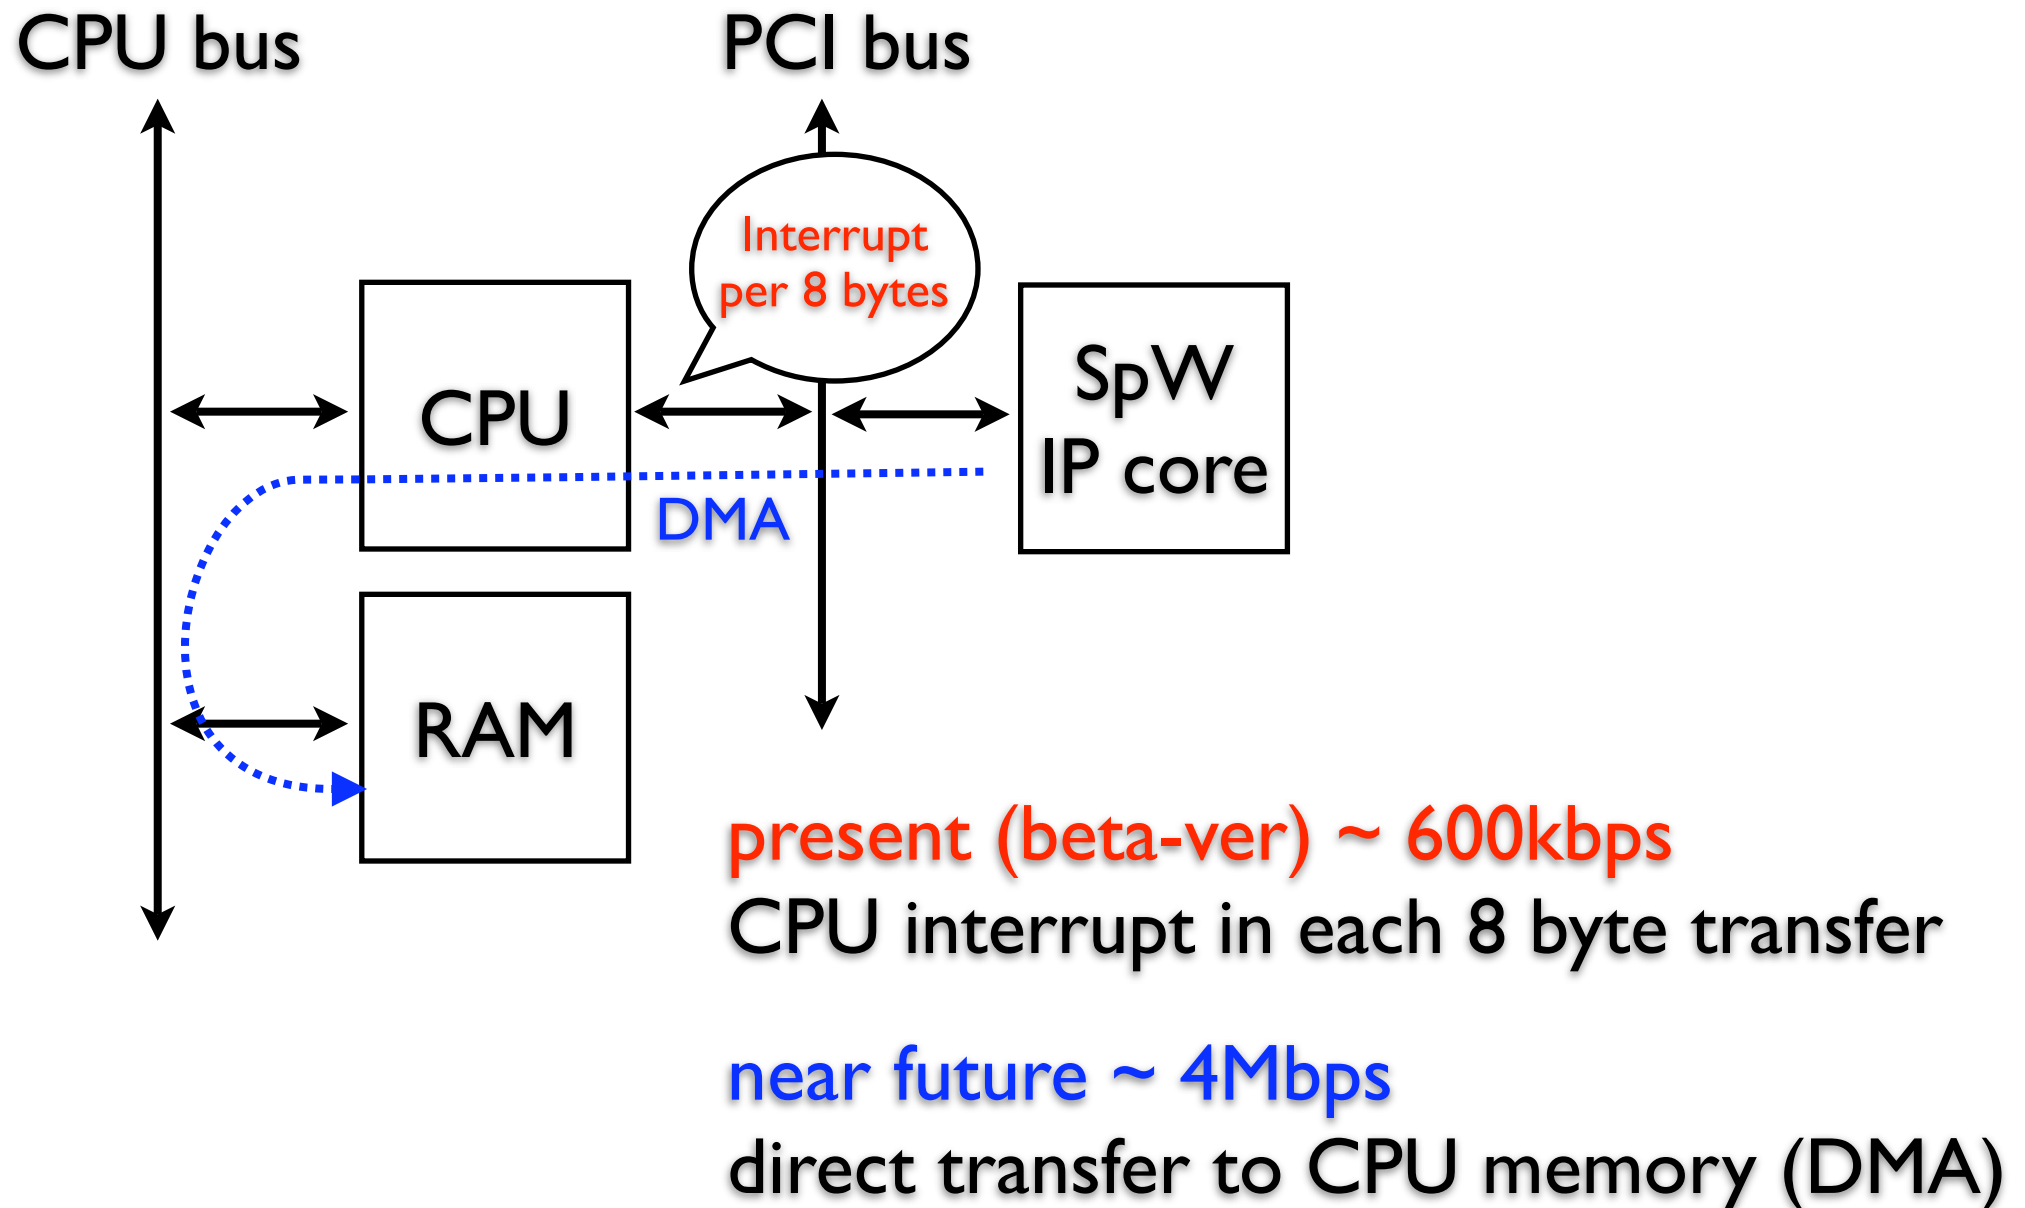 CPU bus
PCI bus
Interrupt
per 8 bytes
CPU
SpW
IP core
DMA
RAM
present (beta-ver) ~ 600kbps
CPU interrupt in each 8 byte transfer
near future ~ 4Mbps
direct transfer to CPU memory (DMA)